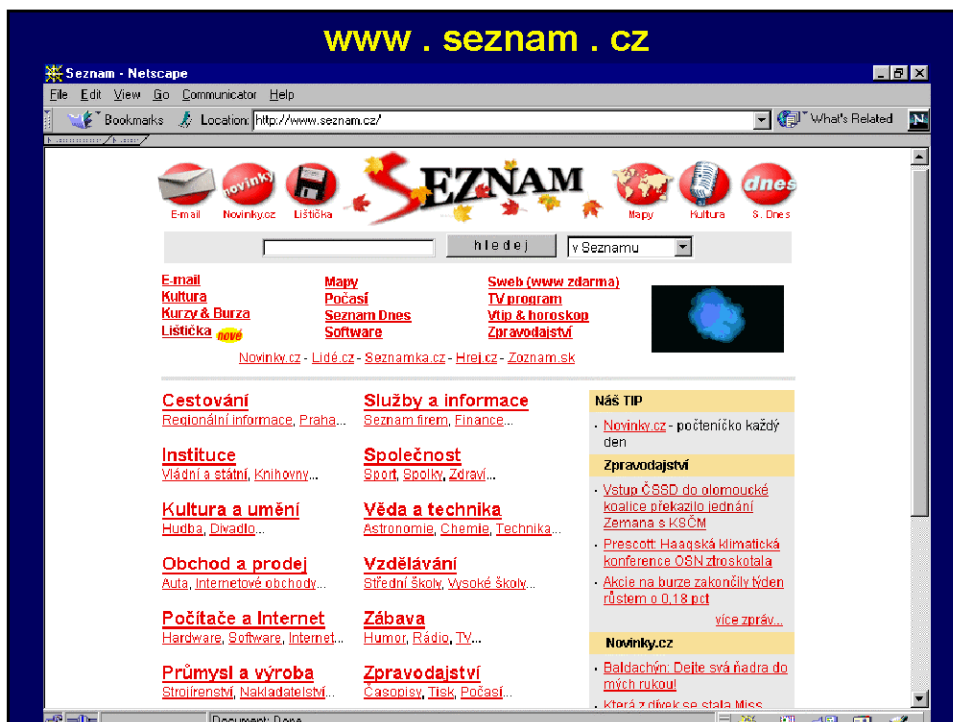 www . seznam . cz
Seznam - Netscape
File Edit View Go Communicator Help
Bookmarks Location: http://www.seznam.cz/ What's Related N
novinky SEZNAM dnes
E-mail Novinky.cz Lištička Mapy Kultura S. Dnes
hledej v Seznamu
E-mail Mapy Sweb (www zdarma)
Kultura Počasí TV program
Kurzy & Burza Seznam Dnes Vtip & horoskop
Lištička nové Software Zpravodajství
Novinky.cz - Lidé.cz - Seznamka.cz - Hrej.cz - Zoznam.sk
Cestování
Regionální informace, Praha...
Služby a informace
Seznam firem, Finance...
Instituce
Vládní a státní, Knihovny...
Společnost
Sport, Spolky, Zdraví...
Kultura a umění
Hudba, Divadlo...
Věda a technika
Astronomie, Chemie, Technika...
Obchod a prodej
Auta, Internetové obchody...
Vzdělávání
Střední školy, Vysoké školy...
Počítače a Internet
Hardware, Software, Internet...
Zábava
Humor, Rádio, TV...
Průmysl a výroba
Strojírenství, Nakladatelství...
Zpravodajství
Časopisy, Tisk, Počasí...
Náš TIP
· Novinky.cz - počteníčko každý
den
Zpravodajství
· Vstup ČSSD do olomoucké
koalice překazilo jednání
Zemana s KSČM
· Prescott: Haagská klimatická
konference OSN ztroskotala
· Akcie na burze zakončily týden
růstem o 0,18 pct
více zpráv...
Novinky.cz
· Baldachýn: Dejte svá ňadra do
mých rukou!
· Která z dívek se stala Miss
Document: Done